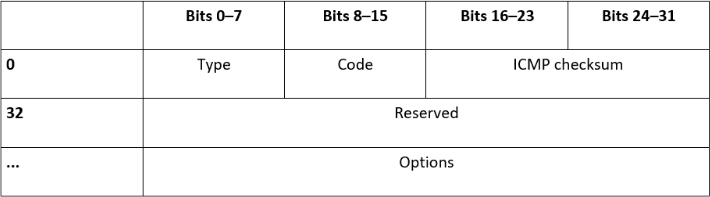 Bits 0–7 Bits 8–15 Bits 16–23 Bits 24–31
0 Type Code ICMP checksum
32 Reserved
... Options